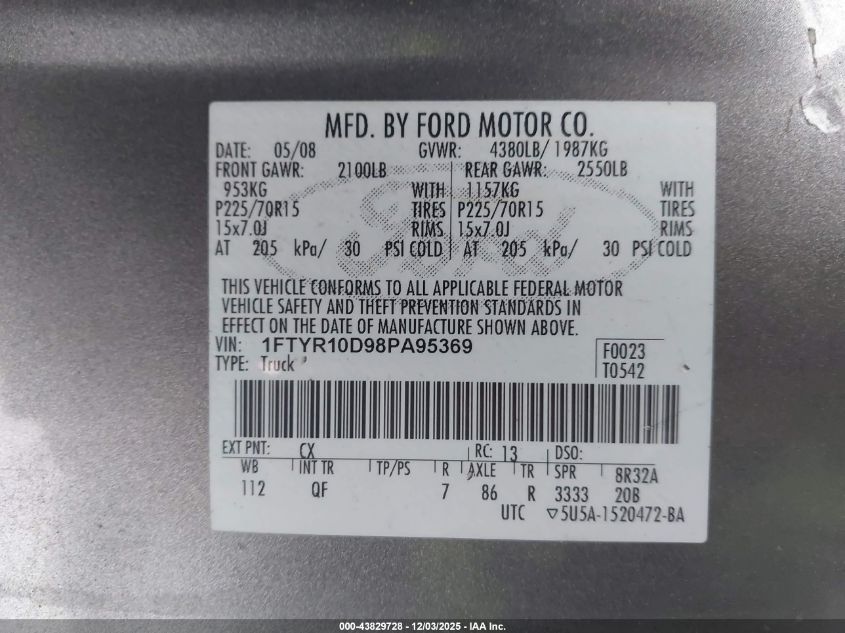 MFD. BY FORD MOTOR CO.
DATE: 05/08 GVWR: 4380LB/ 1987KG
FRONT GAWR: 2100LB REAR GAWR: 2550LB
953KG WITH 1157KG WITH
P225/70R15 TIRES P225/70R15 TIRES
15x7.0J RIMS 15x7.0J RIMS
AT 205 kPa/ 30 PSI COLD AT 205 kPa/ 30 PSI COLD
Ford
THIS VEHICLE CONFORMS TO ALL APPLICABLE FEDERAL MOTOR
VEHICLE SAFETY AND THEFT PREVENTION STANDARDS IN
EFFECT ON THE DATE OF MANUFACTURE SHOWN ABOVE.
VIN: 1FTYR10D98PA95369 F0023
TYPE: Truck T0542
EXT PNT: CX RC: 13 DSO:
WB INT TR TP/PS R AXLE TR SPR 8R32A
112 QF 7 86 R 3333 20B
UTC ▽5U5A-1520472-BA
000-43829728 - 12/03/2025 - IAA Inc.